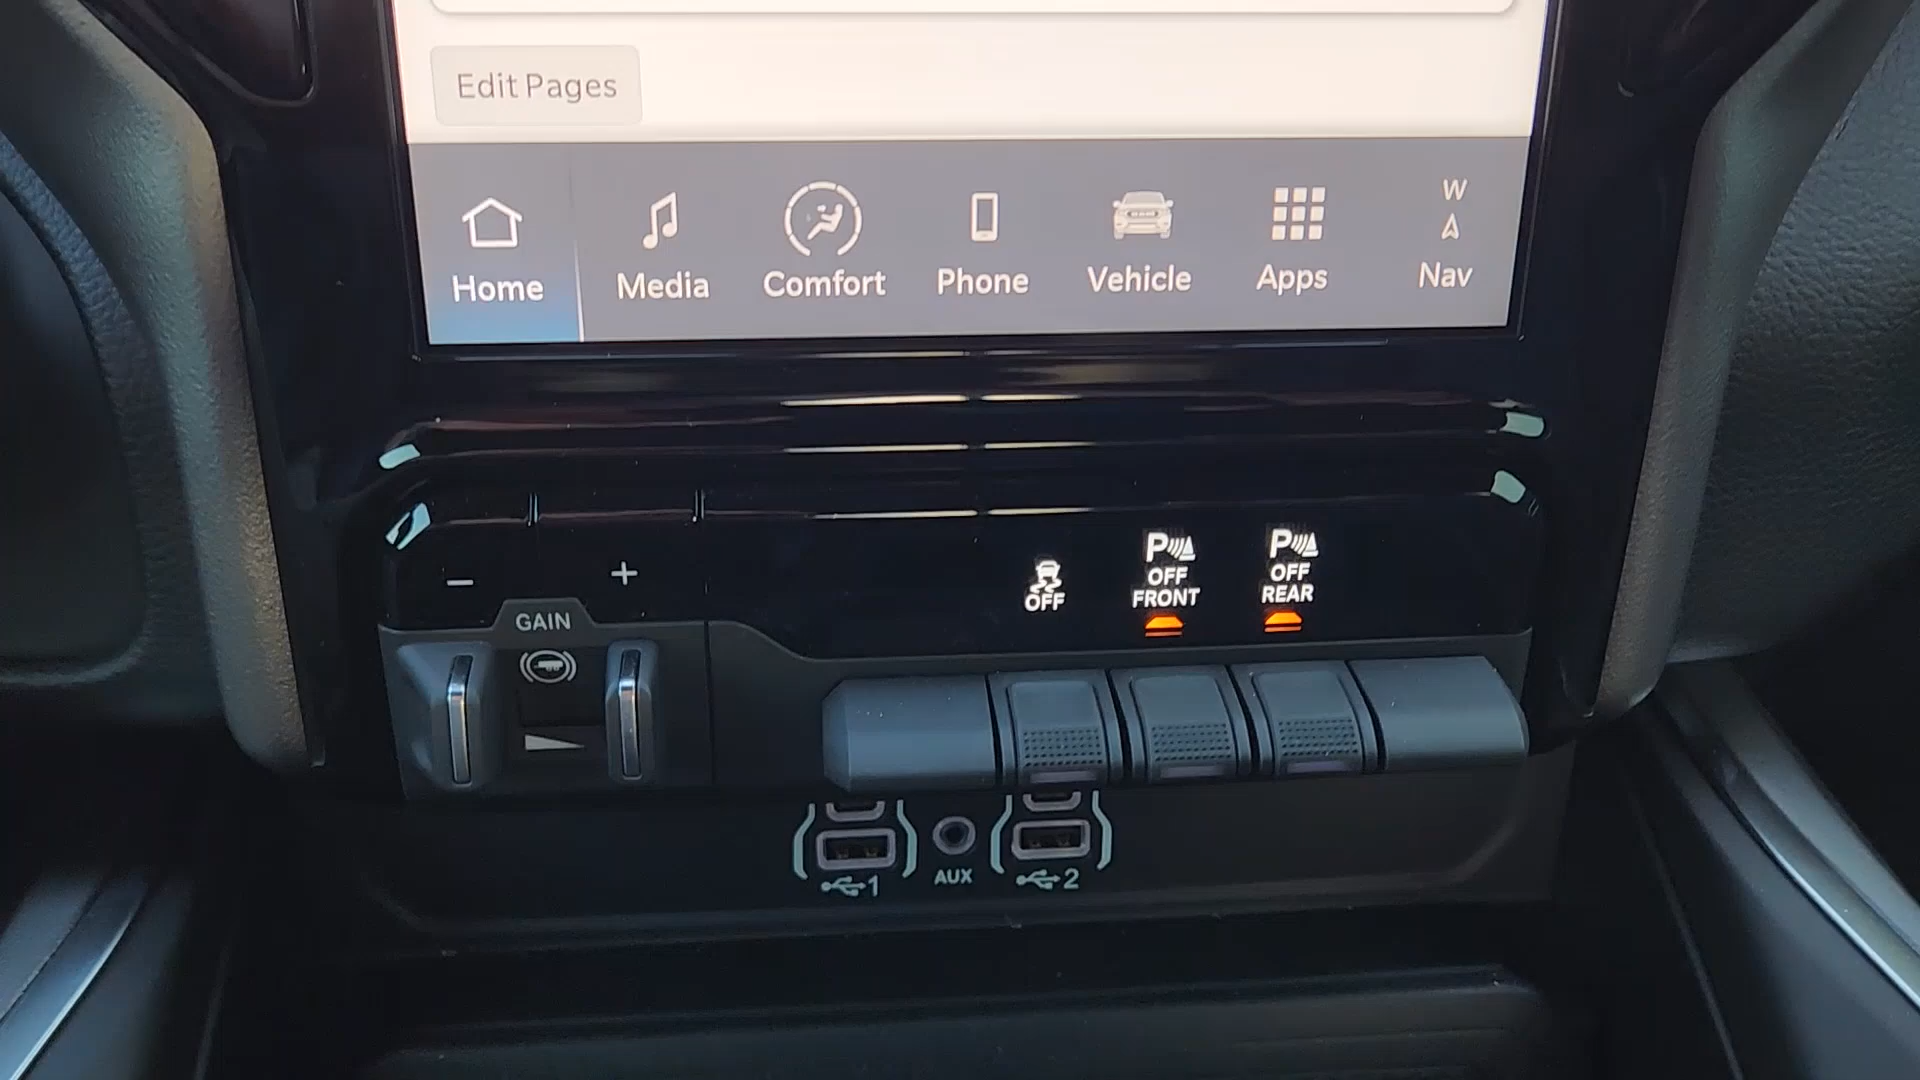 Edit Pages
Home Media Comfort Phone Vehicle Apps Nav
W
− +
GAIN
OFF
P OFF FRONT
P OFF REAR
1 AUX 2